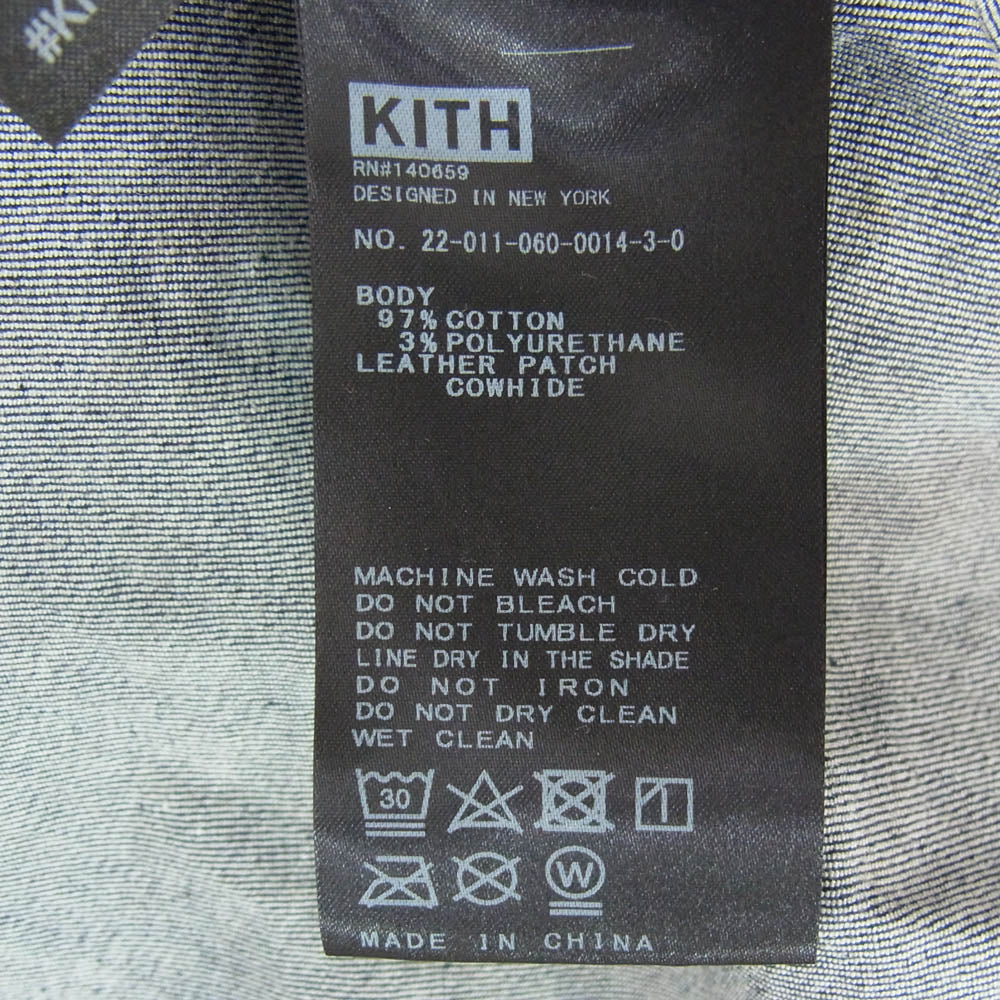 #KI
KITH
RN#140659
DESIGNED IN NEW YORK
NO. 22-011-060-0014-3-0
BODY
97% COTTON
3% POLYURETHANE
LEATHER PATCH
COWHIDE
MACHINE WASH COLD
DO NOT BLEACH
DO NOT TUMBLE DRY
LINE DRY IN THE SHADE
DO NOT IRON
DO NOT DRY CLEAN
WET CLEAN
30
W
MADE IN CHINA